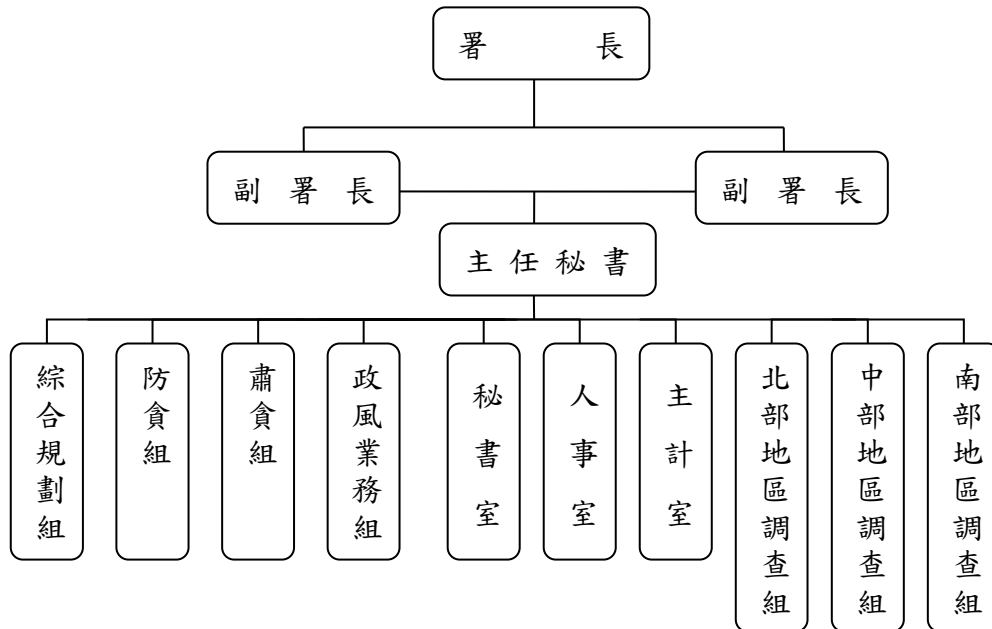 署長
副署長
副署長
主任秘書
綜合規劃組
防貪組
肅貪組
政風業務組
秘書室
人事室
主計室
北部地區調查組
中部地區調查組
南部地區調查組